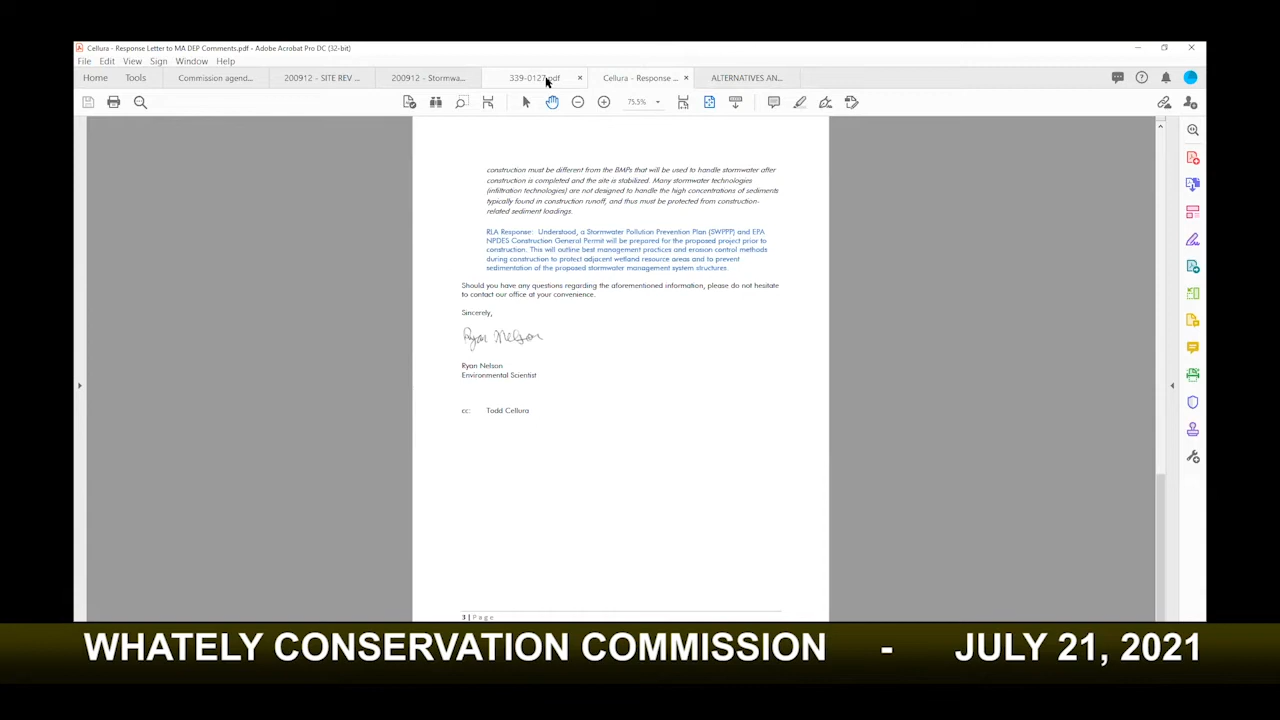 Cellura - Response Letter to MA DEP Comments.pdf - Adobe Acrobat Pro DC (32-bit)
File Edit View Sign Window Help
Home Tools Commission agend... 200912 - SITE REV ... 200912 - Stormwa... 339-0127.pdf × Cellura - Response ... × ALTERNATIVES AN...
75.5%
construction must be different from the BMPs that will be used to handle stormwater after
construction is completed and the site is stabilized. Many stormwater technologies
(infiltration technologies) are not designed to handle the high concentrations of sediments
typically found in construction runoff, and thus must be protected from construction-
related sediment loadings.
RLA Response: Understood, a Stormwater Pollution Prevention Plan (SWPPP) and EPA
NPDES Construction General Permit will be prepared for the proposed project prior to
construction. This will outline best management practices and erosion control methods
during construction to protect adjacent wetland resource areas and to prevent
sedimentation of the proposed stormwater management system structures.
Should you have any questions regarding the aforementioned information, please do not hesitate
to contact our office at your convenience.
Sincerely,
Ryan Nelson
Ryan Nelson
Environmental Scientist
cc: Todd Cellura
3 | Page
WHATELY CONSERVATION COMMISSION - JULY 21, 2021